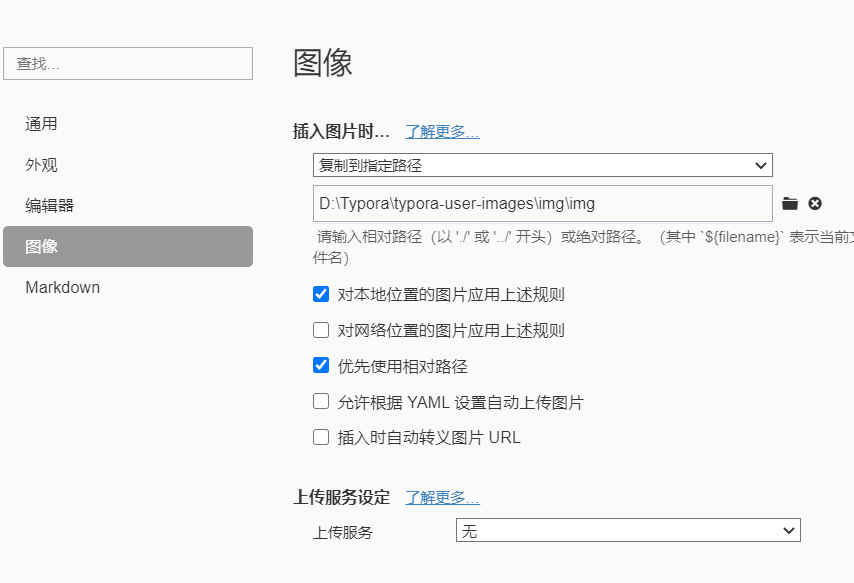 图像
查找...
插入图片时... 了解更多...
通用
复制到指定路径
外观
D:\Typora\typora-user-images\img\img
编辑器
请输入相对路径（以 './' 或 '../' 开头）或绝对路径。（其中 `${filename}` 表示当前文
图像
件名）
Markdown
对本地位置的图片应用上述规则
对网络位置的图片应用上述规则
优先使用相对路径
允许根据 YAML 设置自动上传图片
插入时自动转义图片 URL
上传服务设定 了解更多...
上传服务 无